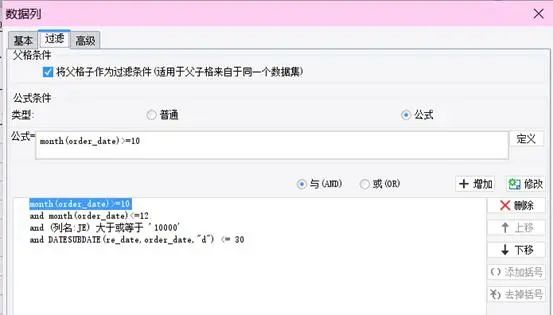 数据列
基本 过滤 高级
父格条件
将父格子作为过滤条件(适用于父子格来自于同一个数据集)
公式条件
类型: 普通 公式
公式= month(order_date)>=10 定义
与(AND) 或(OR) 增加 修改
month(order_date)>=10
and month(order_date)<=12
and (列名:JE) 大于或等于 '10000'
and DATESUBDATE(re_date,order_date,"d") <= 30
删除
上移
下移
添加括号
去掉括号